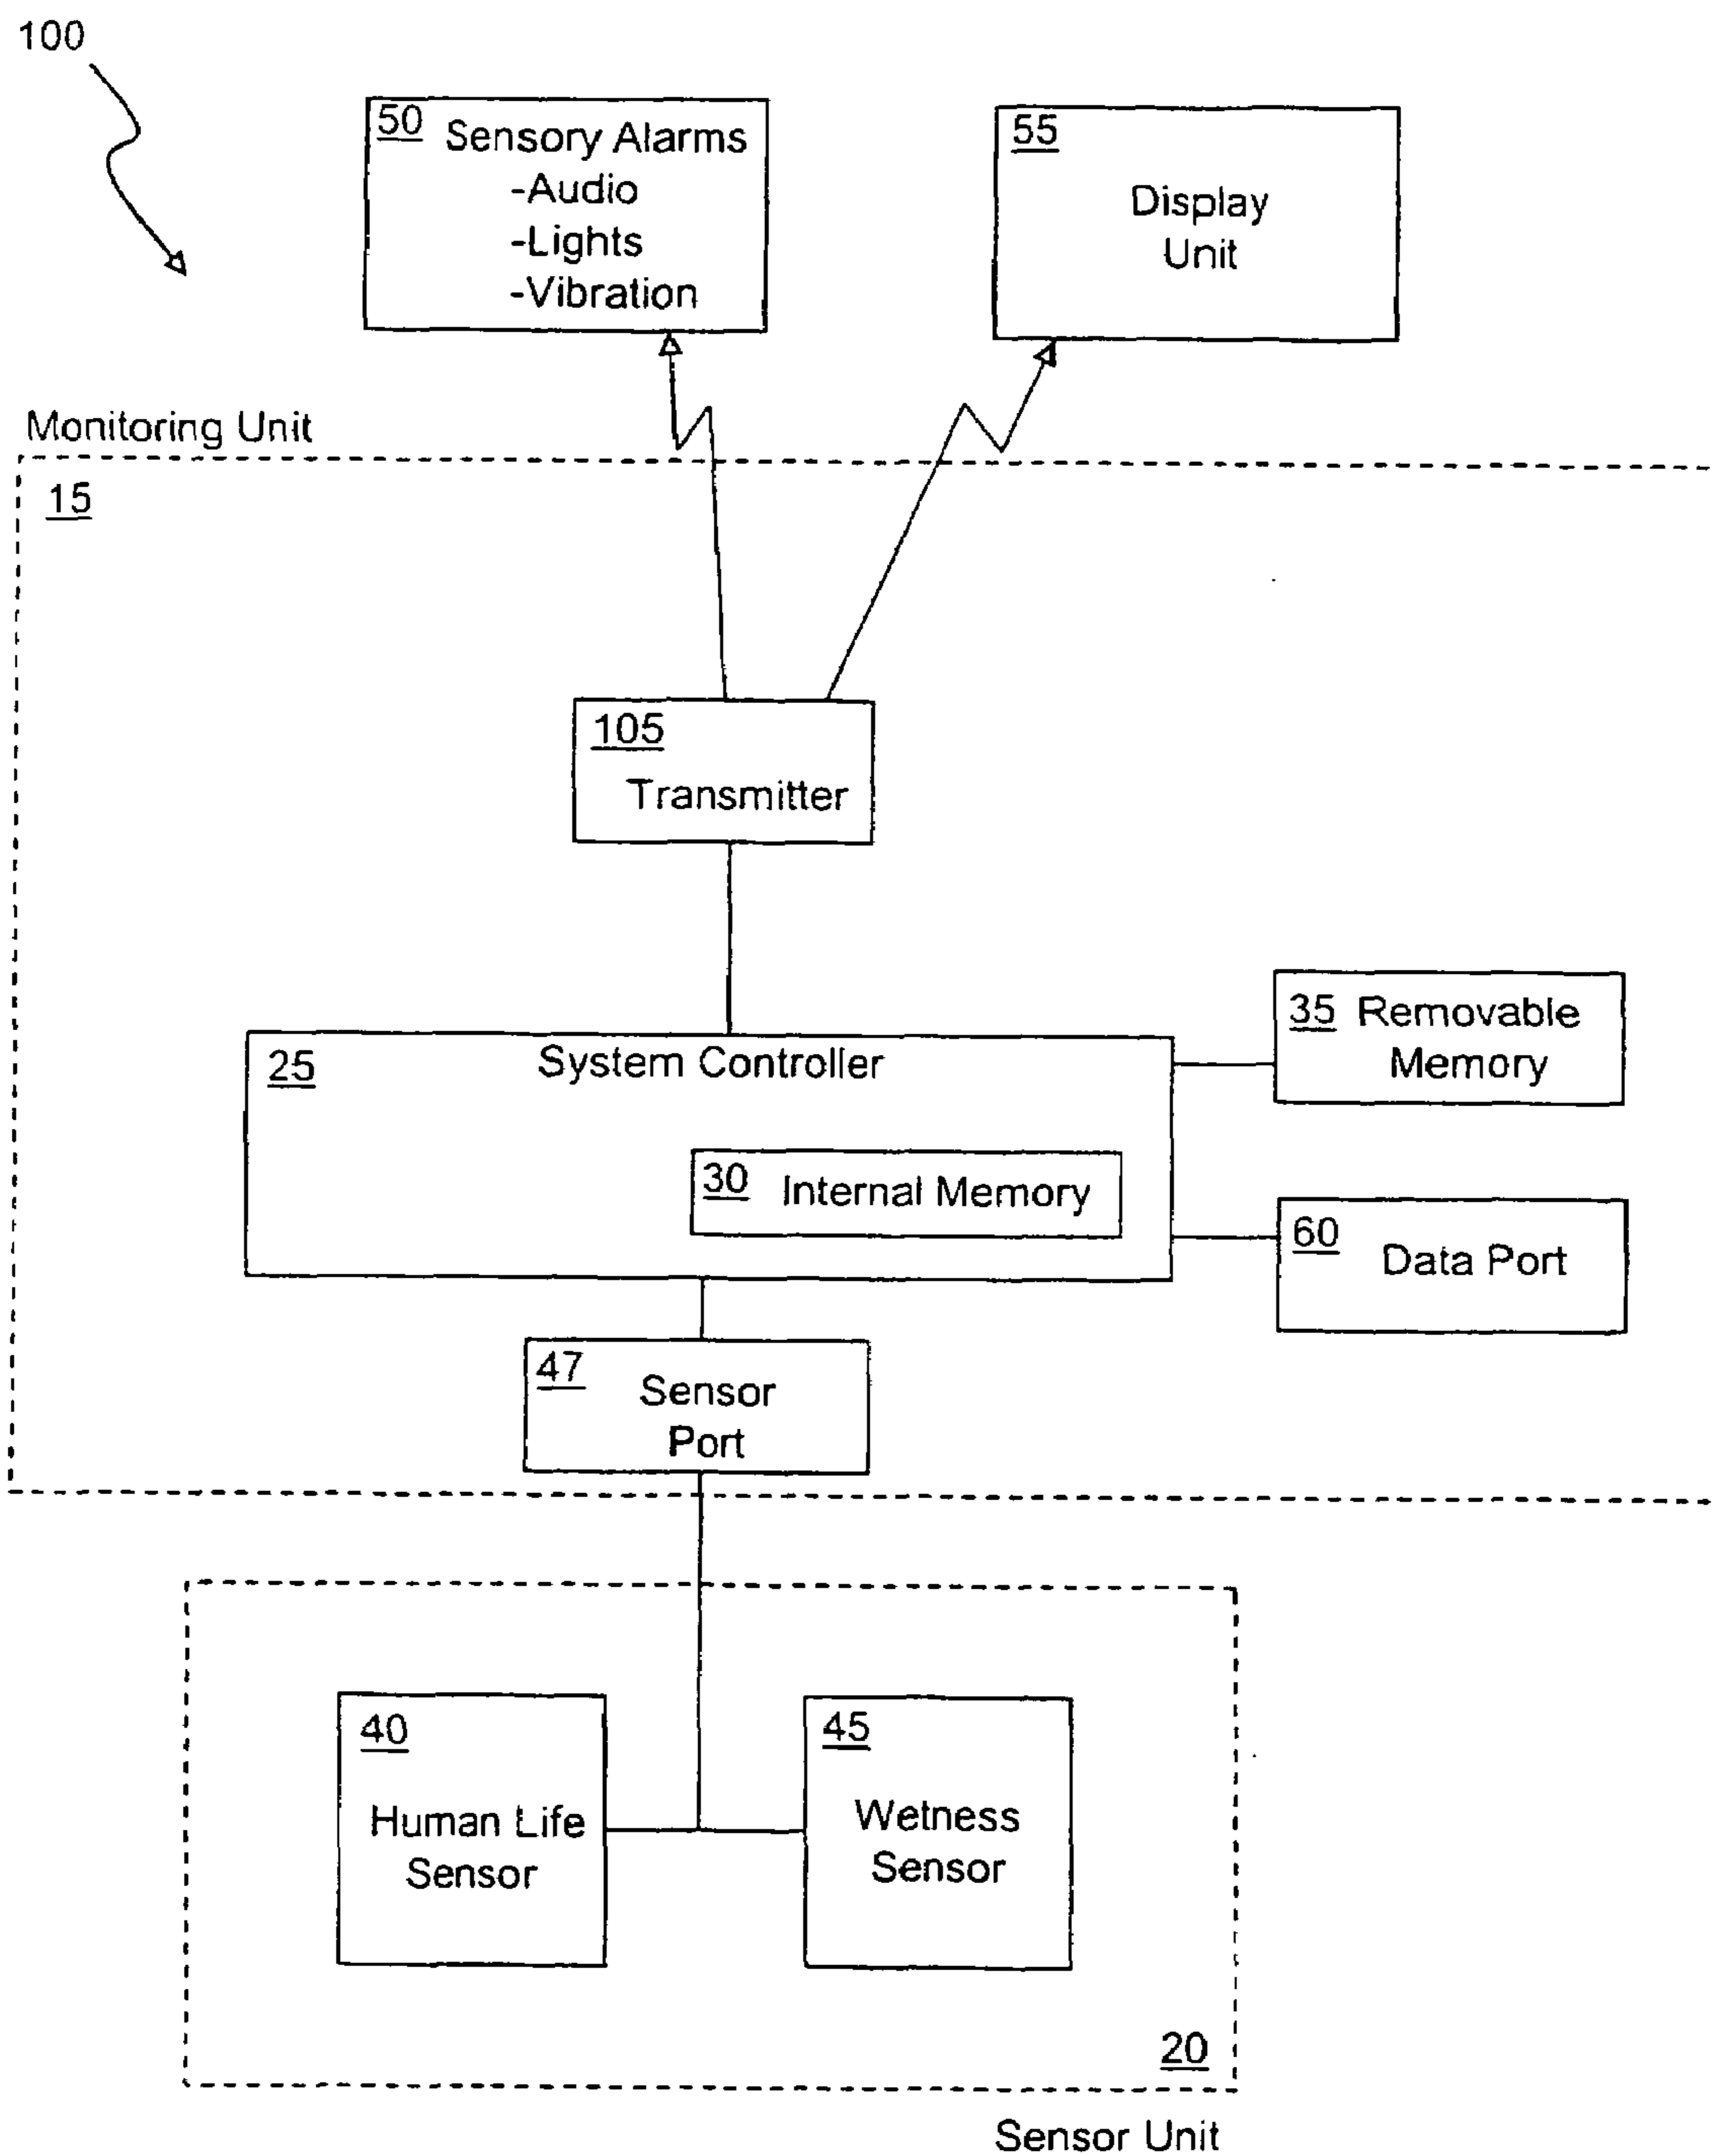 100
50 Sensory Alarms
-Audio
-Lights
-Vibration
55
Display
Unit
Monitoring Unit
15
105
Transmitter
25 System Controller
35 Removable
Memory
30 Internal Memory
60
Data Port
47
Sensor
Port
40
Human Life
Sensor
45
Wetness
Sensor
20
Sensor Unit